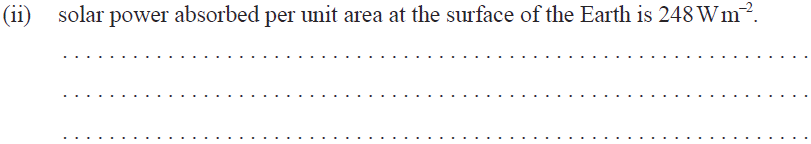 (ii) solar power absorbed per unit area at the surface of the Earth is 248 W m⁻².